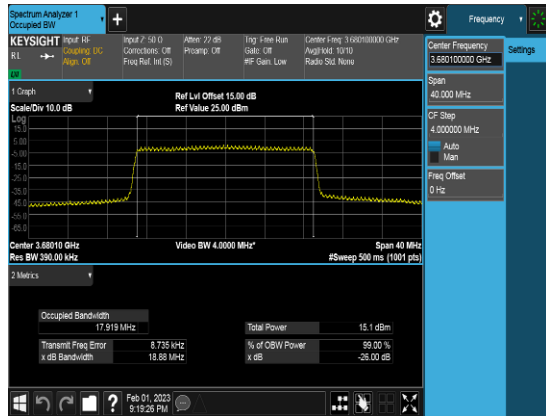 Spectrum Analyzer 1
Occupied BW
+
Frequency
KEYSIGHT
RL
Input: RF
Coupling: DC
Align: Off
Input Z: 50 Ω
Corrections: Off
Freq Ref: Int (S)
Atten: 22 dB
Preamp: Off
Trig: Free Run
Gate: Off
#IF Gain: Low
Center Freq: 3.680100000 GHz
Avg|Hold: 10/10
Radio Std: None
1 Graph
Scale/Div 10.0 dB
Ref Lvl Offset 15.00 dB
Ref Value 25.00 dBm
Log
15.0
5.00
-5.00
-15.0
-25.0
-35.0
-45.0
-55.0
-65.0
Center 3.68010 GHz
Res BW 390.00 kHz
Video BW 4.0000 MHz*
Span 40 MHz
#Sweep 500 ms (1001 pts)
2 Metrics
Occupied Bandwidth
17.919 MHz
Total Power 15.1 dBm
Transmit Freq Error 8.735 kHz
% of OBW Power 99.00 %
x dB Bandwidth 18.88 MHz
x dB -26.00 dB
Feb 01, 2023
9:19:26 PM
Center Frequency
3.680100000 GHz
Settings
Span
40.000 MHz
CF Step
4.000000 MHz
Auto
Man
Freq Offset
0 Hz